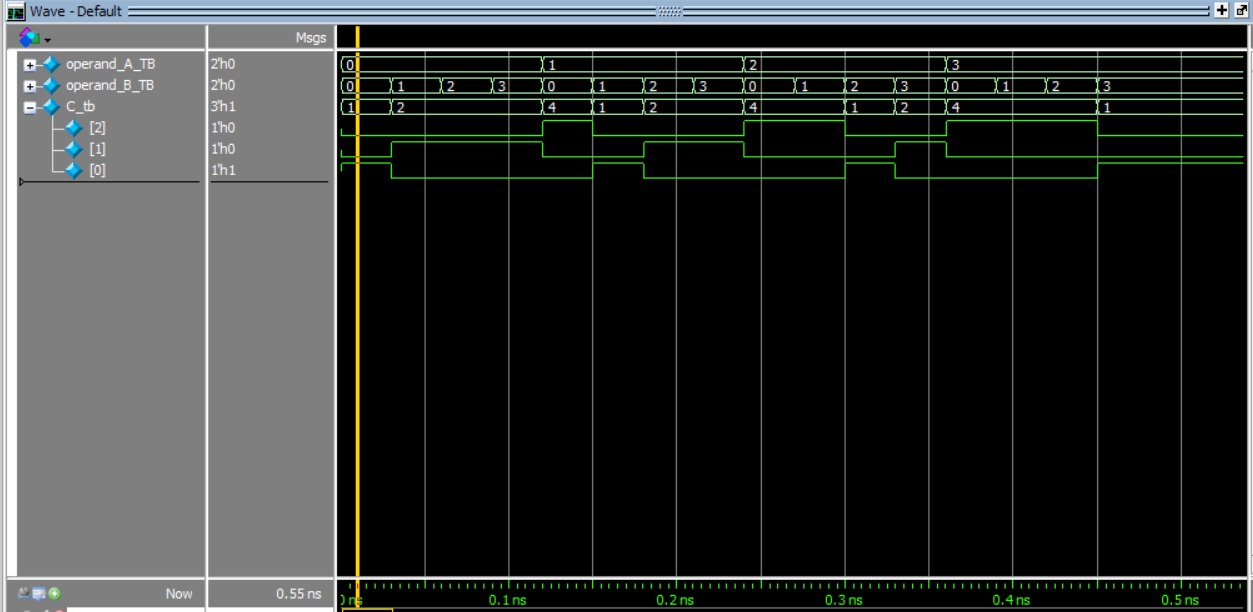 Wave - Default
Msgs
operand_A_TB 2'h0 0 1 2 3
operand_B_TB 2'h0 0 1 2 3 0 1 2 3 0 1 2 3 0 1 2 3
C_tb 3'h1 1 2 4 1 2 4 1 2 4 1
[2] 1'h0
[1] 1'h0
[0] 1'h1
Now 0.55 ns 0.1 ns 0.2 ns 0.3 ns 0.4 ns 0.5 ns